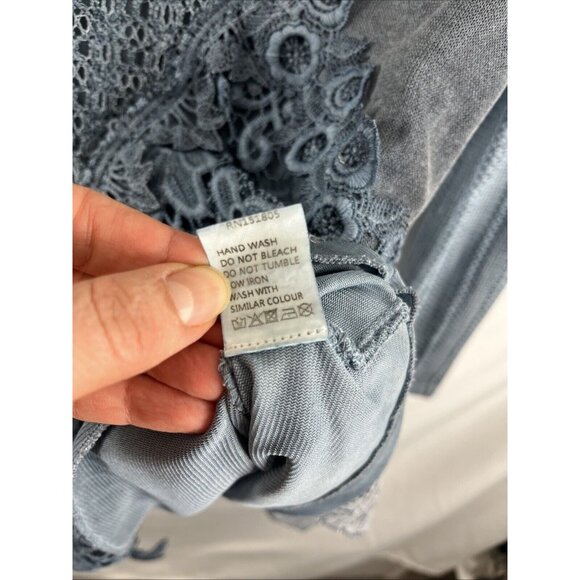 RN151805
HAND WASH
DO NOT BLEACH
DO NOT TUMBLE
LOW IRON
WASH WITH
SIMILAR COLOUR